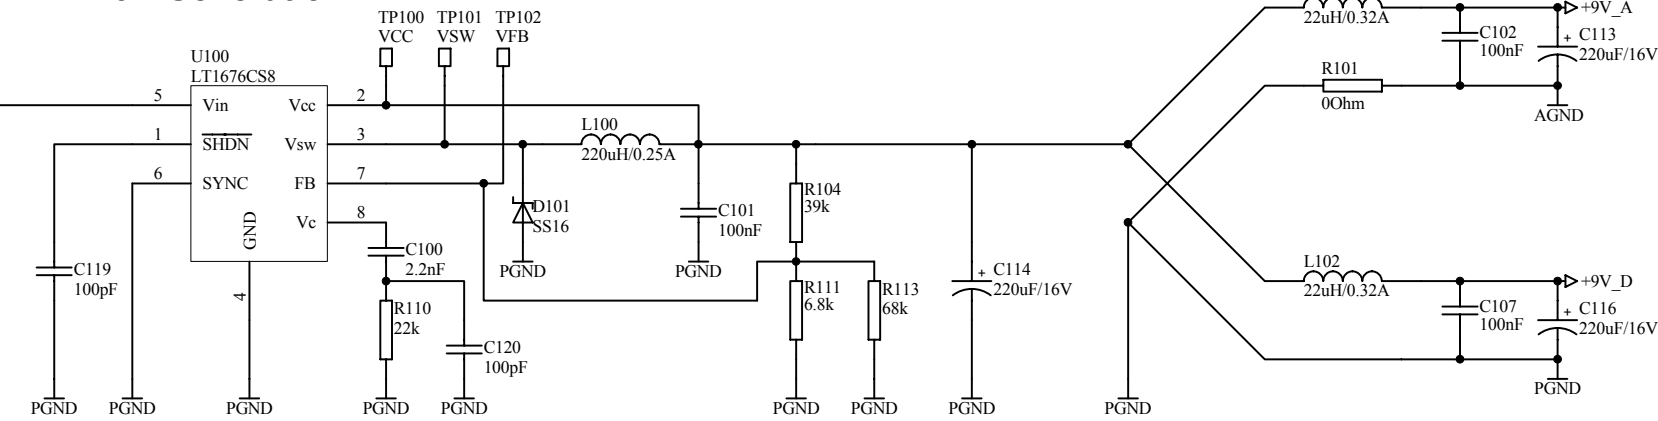 TP100
VCC
TP101
VSW
TP102
VFB
U100
LT1676CS8
5
Vin
Vcc
2
1
SHDN
Vsw
3
6
SYNC
FB
7
GND
Vc
8
4
L100
220uH/0.25A
D101
SS16
PGND
C101
100nF
PGND
R104
39k
C119
100pF
PGND
PGND
PGND
C100
2.2nF
R110
22k
C120
100pF
PGND
PGND
R111
6.8k
R113
68k
PGND
PGND
C114
220uF/16V
PGND
PGND
22uH/0.32A
+9V_A
C102
100nF
C113
+
220uF/16V
R101
0Ohm
AGND
L102
22uH/0.32A
+9V_D
C107
100nF
C116
+
220uF/16V
PGND
+